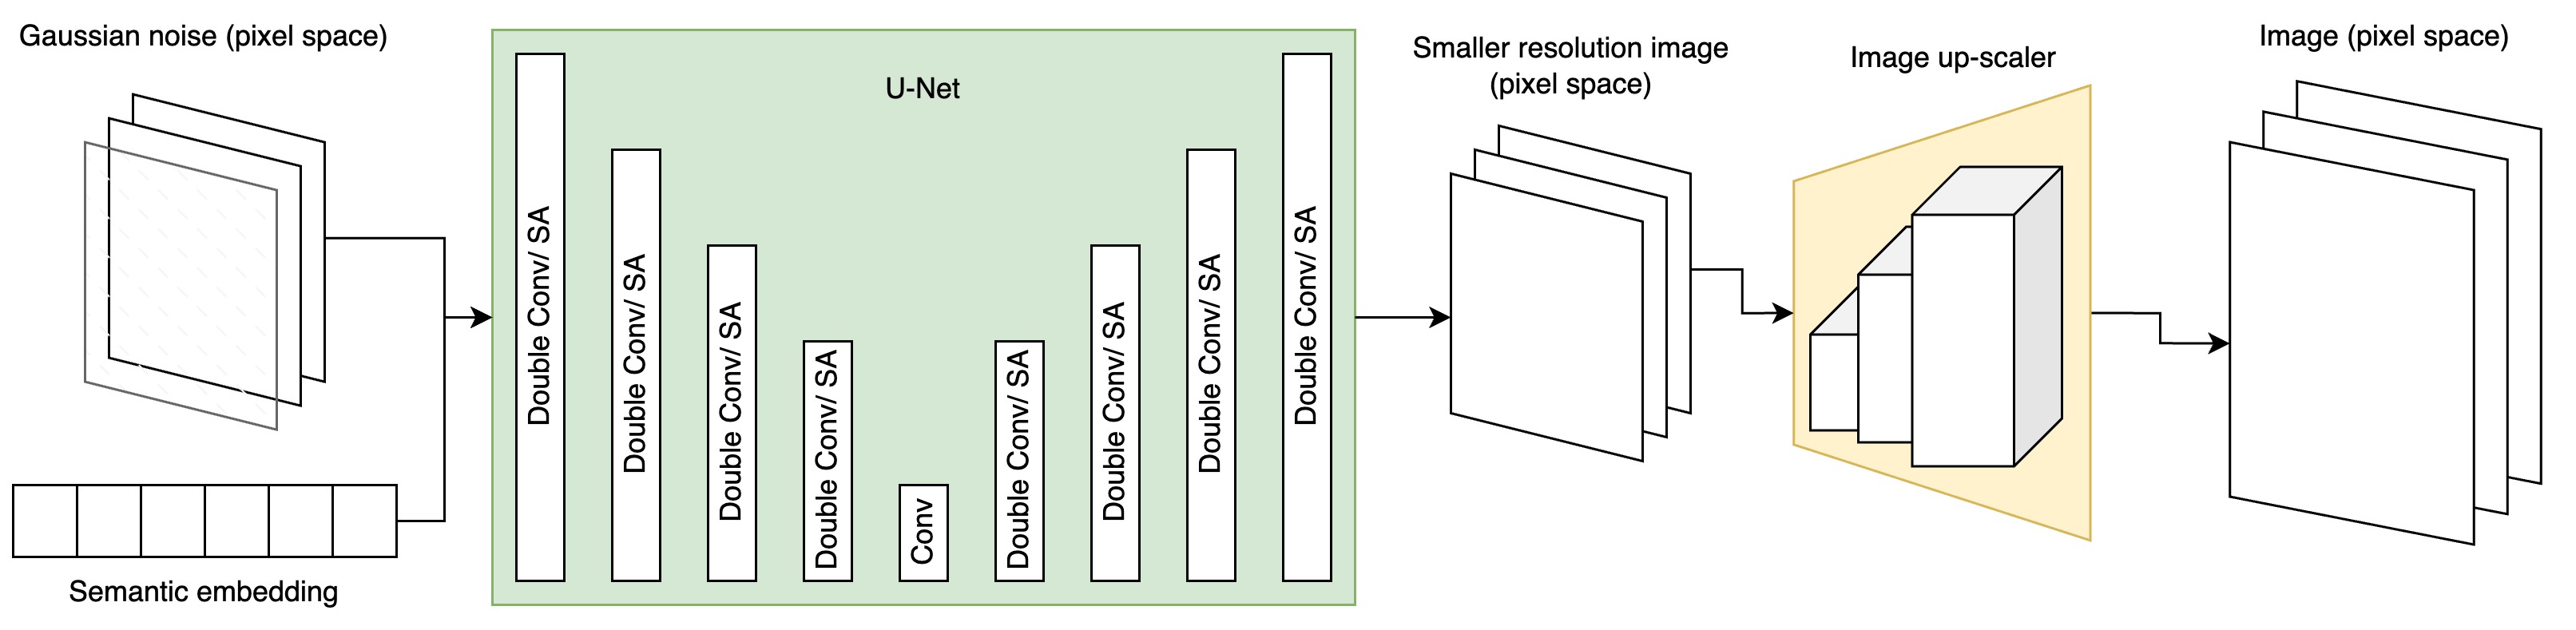 Gaussian noise (pixel space)
Semantic embedding
U-Net
Double Conv/ SA
Double Conv/ SA
Double Conv/ SA
Double Conv/ SA
Conv
Double Conv/ SA
Double Conv/ SA
Double Conv/ SA
Double Conv/ SA
Smaller resolution image
(pixel space)
Image up-scaler
Image (pixel space)